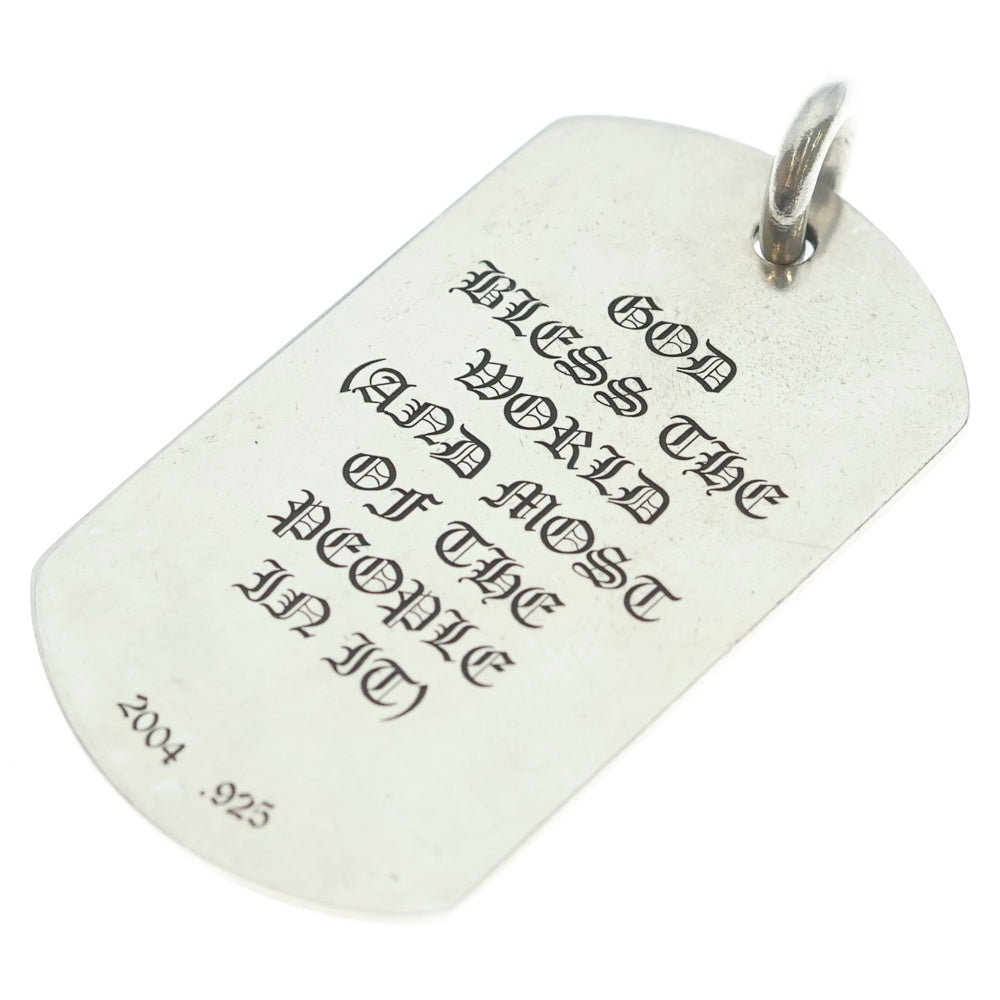 GOD
BLESS THE
WORLD
(AND MOST
OF THE
PEOPLE
IN IT)
2004 .925